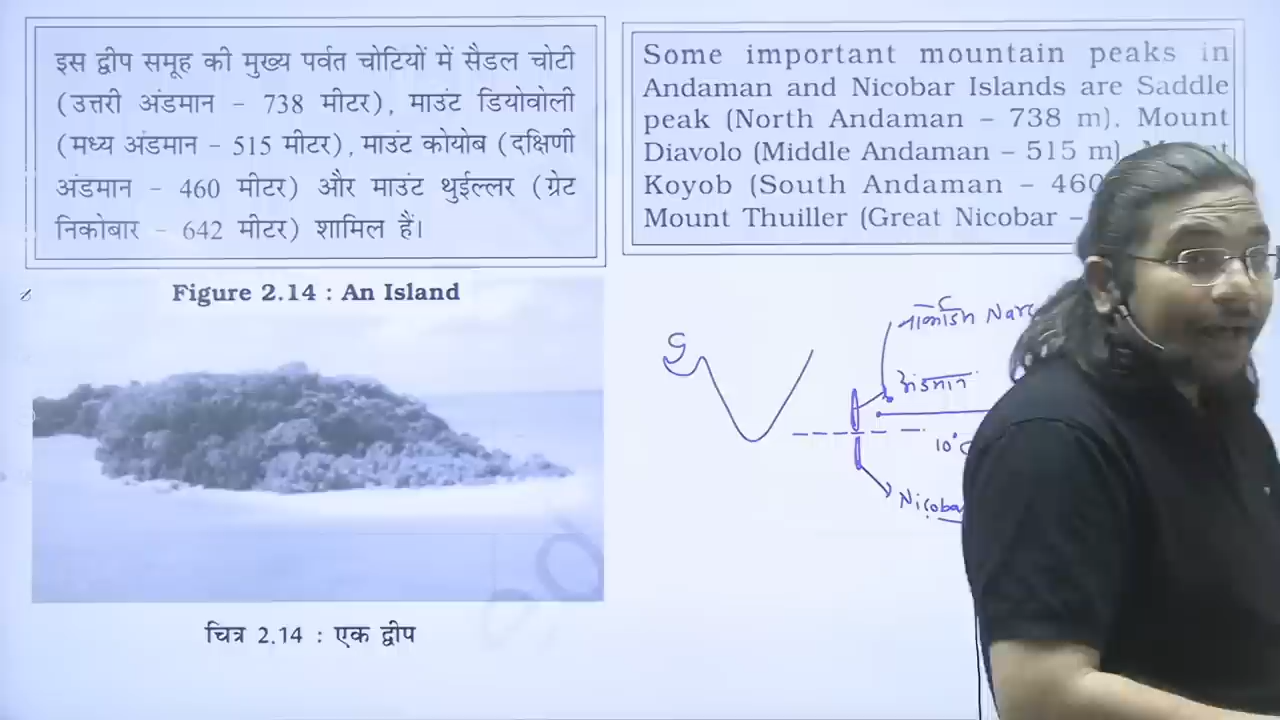 इस द्वीप समूह की मुख्य पर्वत चोटियों में सैडल चोटी
(उत्तरी अंडमान – 738 मीटर), माउंट डियोवोली
(मध्य अंडमान – 515 मीटर), माउंट कोयोब (दक्षिणी
अंडमान – 460 मीटर) और माउंट थुईल्लर (ग्रेट
निकोबार – 642 मीटर) शामिल हैं।
Some important mountain peaks in
Andaman and Nicobar Islands are Saddle
peak (North Andaman – 738 m), Mount
Diavolo (Middle Andaman – 515 m),
Koyob (South Andaman – 460
Mount Thuiller (Great Nicobar –
Figure 2.14 : An Island
चित्र 2.14 : एक द्वीप
अंडमान
10°